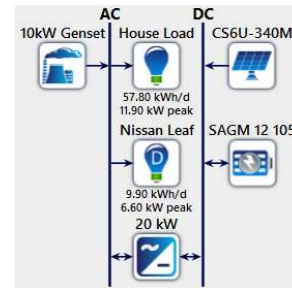 AC DC
10kW Genset House Load CS6U-340M
57.80 kWh/d
11.90 kW peak
Nissan Leaf SAGM 12 105
D
9.90 kWh/d
6.60 kW peak
20 kW